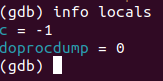 (gdb) info locals
c = -1
doprocdump = 0
(gdb)